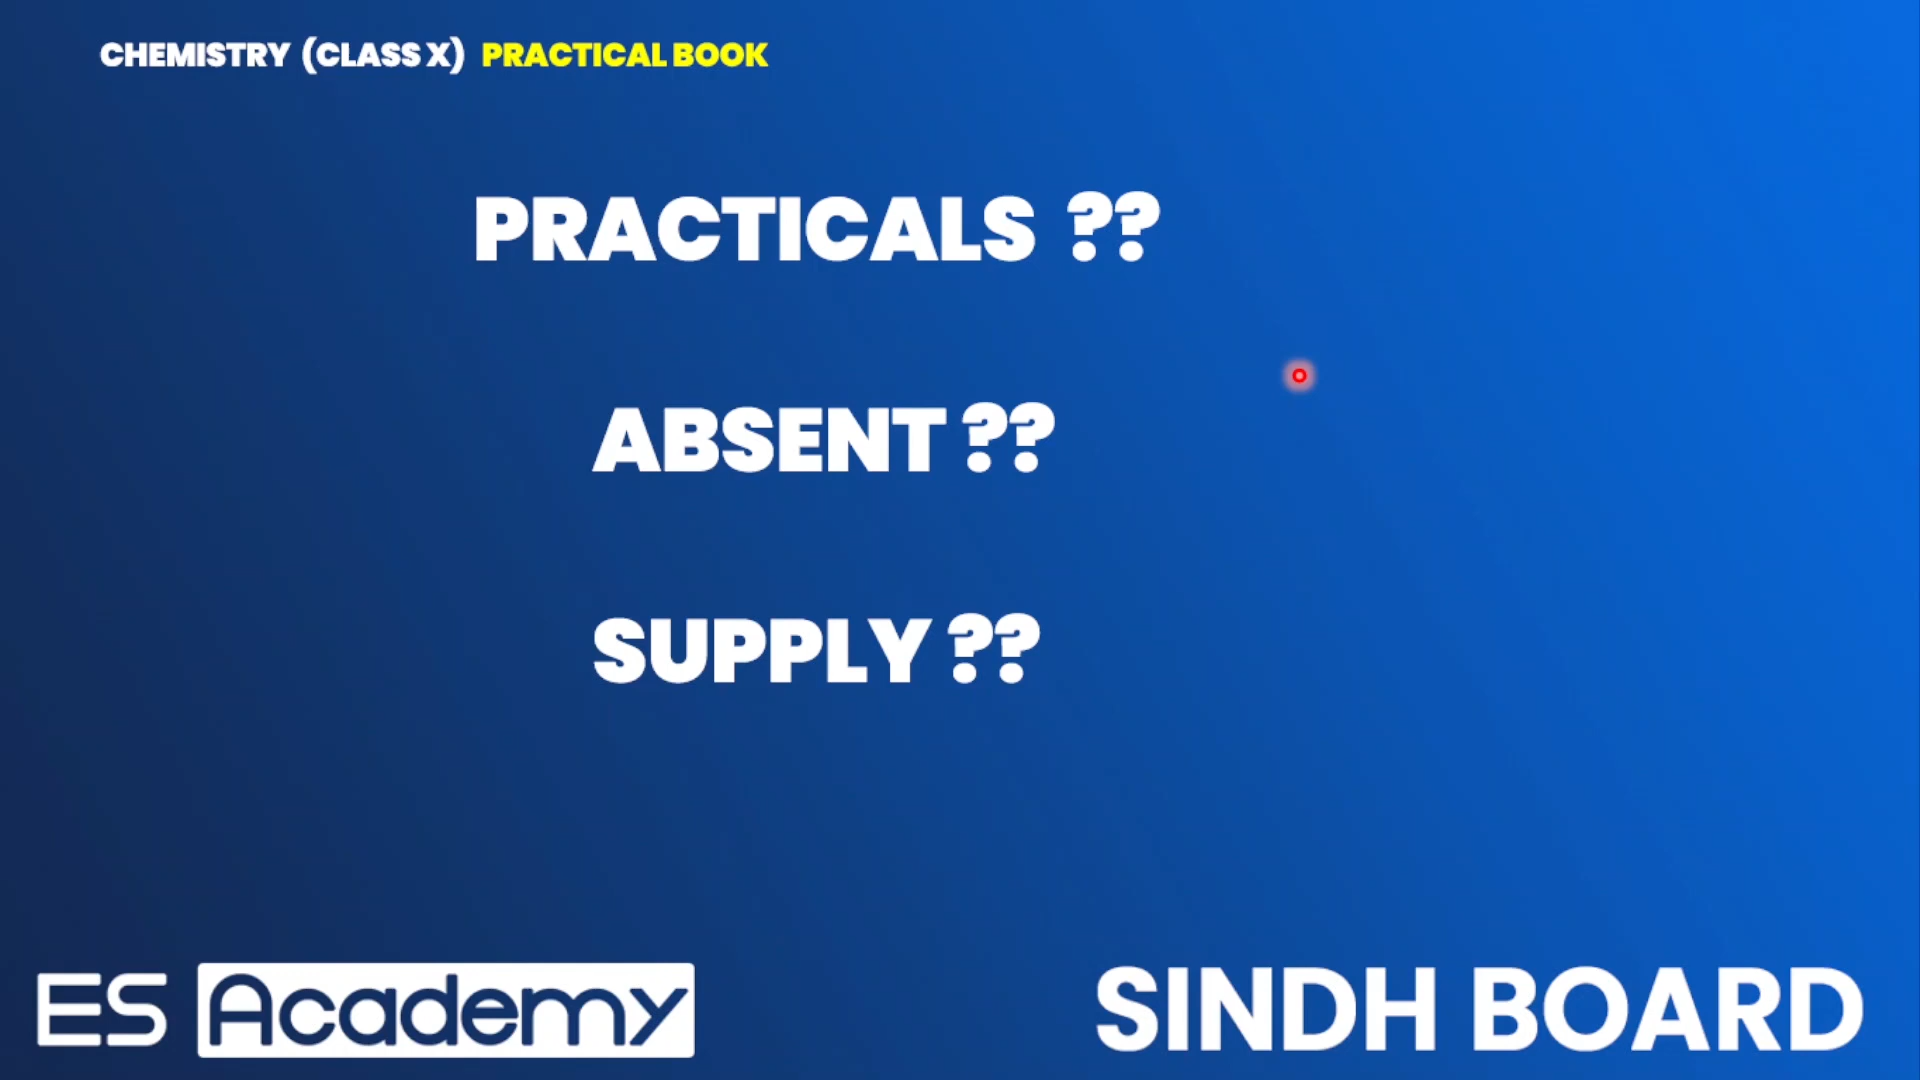 CHEMISTRY (CLASS X) PRACTICAL BOOK
PRACTICALS ??
ABSENT ??
SUPPLY ??
ES Academy
SINDH BOARD